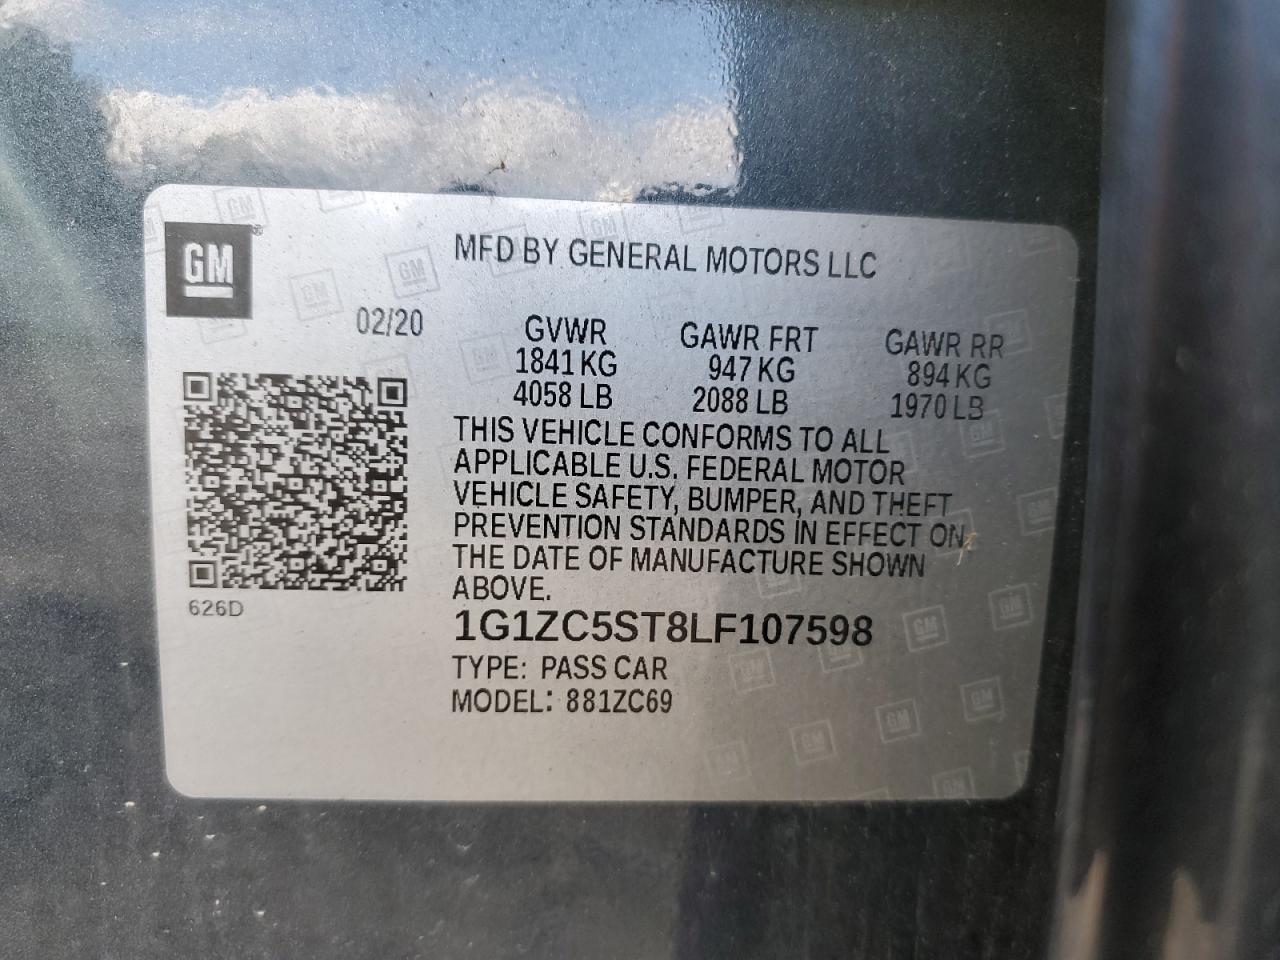 GM
MFD BY GENERAL MOTORS LLC
02/20
GVWR GAWR FRT GAWR RR
1841 KG 947 KG 894 KG
4058 LB 2088 LB 1970 LB
THIS VEHICLE CONFORMS TO ALL
APPLICABLE U.S. FEDERAL MOTOR
VEHICLE SAFETY, BUMPER, AND THEFT
PREVENTION STANDARDS IN EFFECT ON
THE DATE OF MANUFACTURE SHOWN
ABOVE.
626D
1G1ZC5ST8LF107598
TYPE: PASS CAR
MODEL: 881ZC69